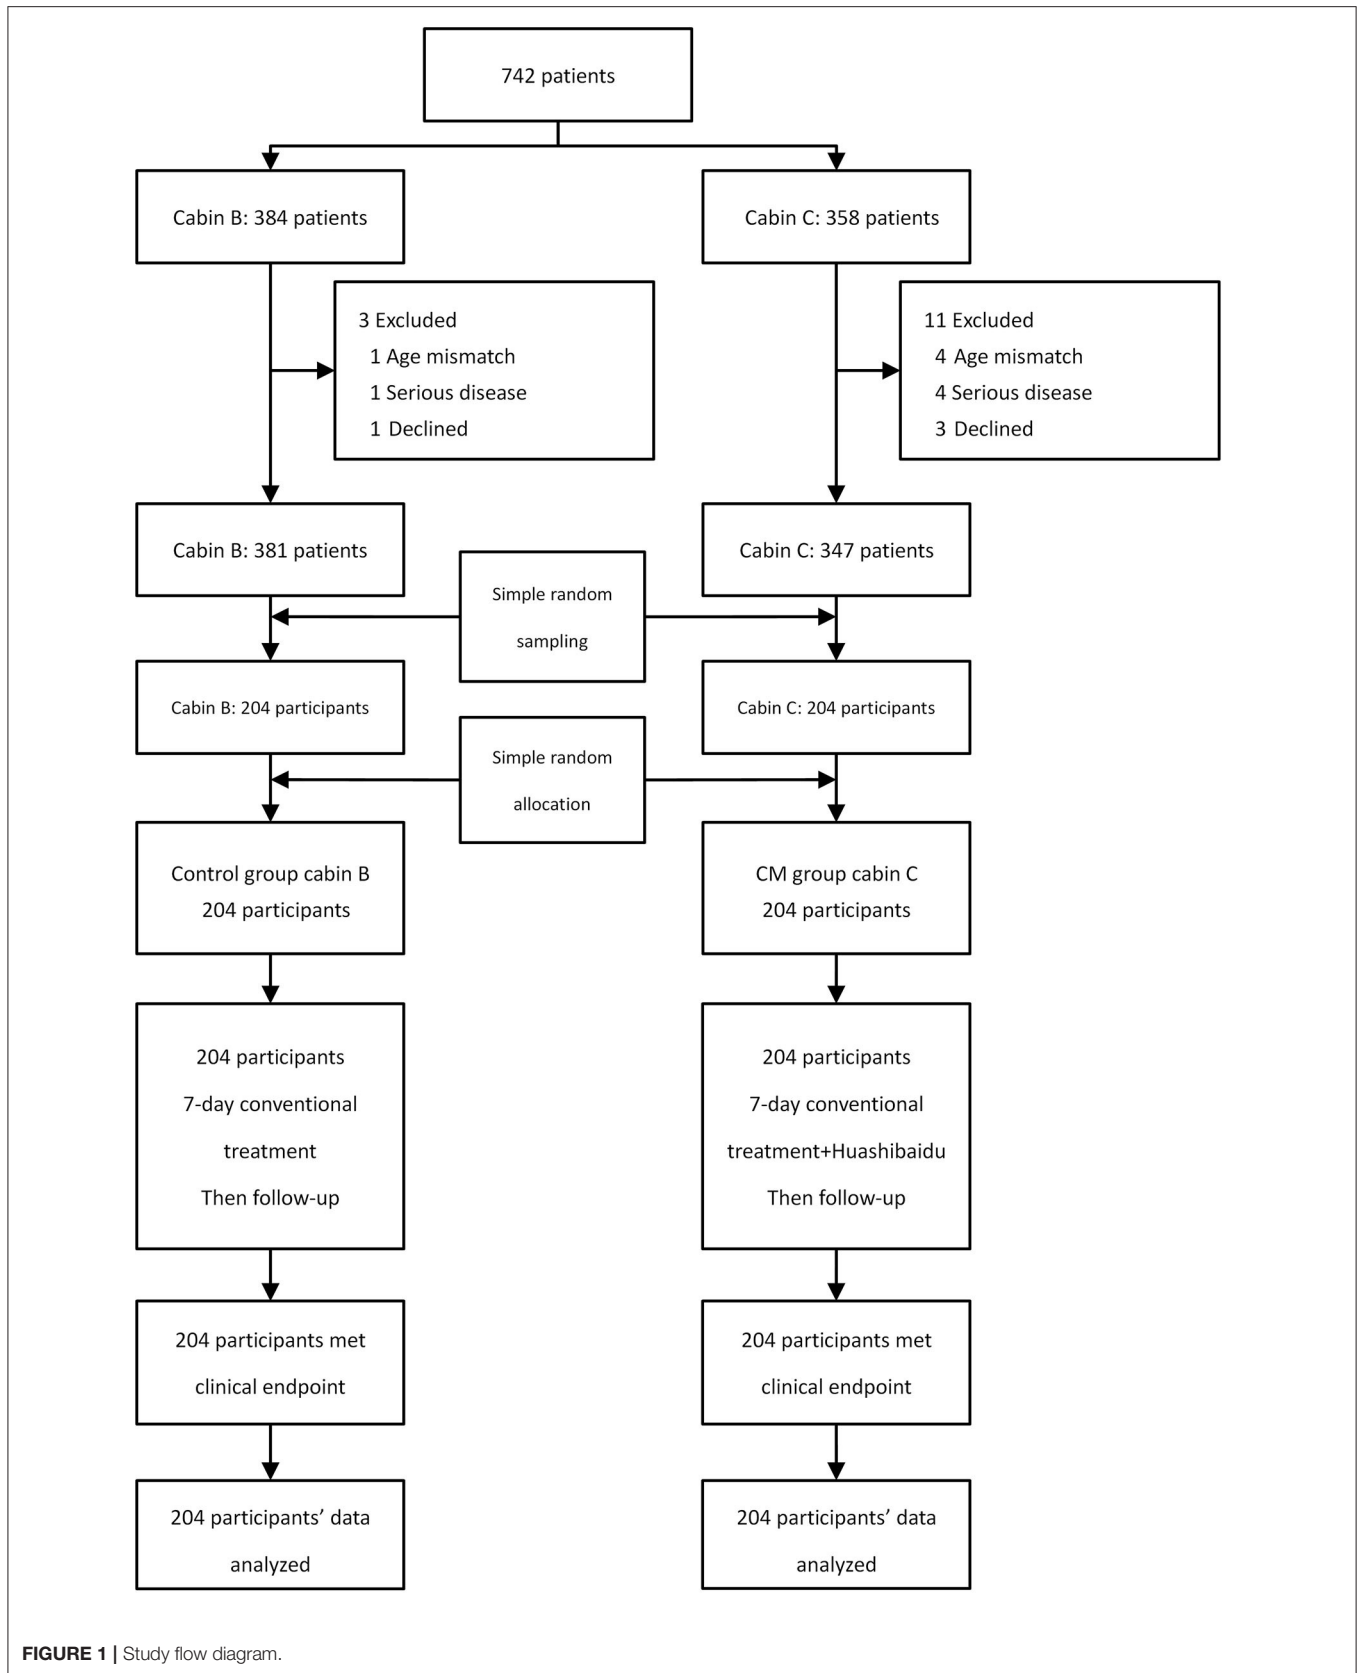 742 patients
Cabin B: 384 patients
Cabin C: 358 patients
3 Excluded
1 Age mismatch
1 Serious disease
1 Declined
11 Excluded
4 Age mismatch
4 Serious disease
3 Declined
Cabin B: 381 patients
Cabin C: 347 patients
Simple random
sampling
Cabin B: 204 participants
Cabin C: 204 participants
Simple random
allocation
Control group cabin B
204 participants
CM group cabin C
204 participants
204 participants
7-day conventional
treatment
Then follow-up
204 participants
7-day conventional
treatment+Huashibaidu
Then follow-up
204 participants met
clinical endpoint
204 participants met
clinical endpoint
204 participants’ data
analyzed
204 participants’ data
analyzed
FIGURE 1 | Study flow diagram.